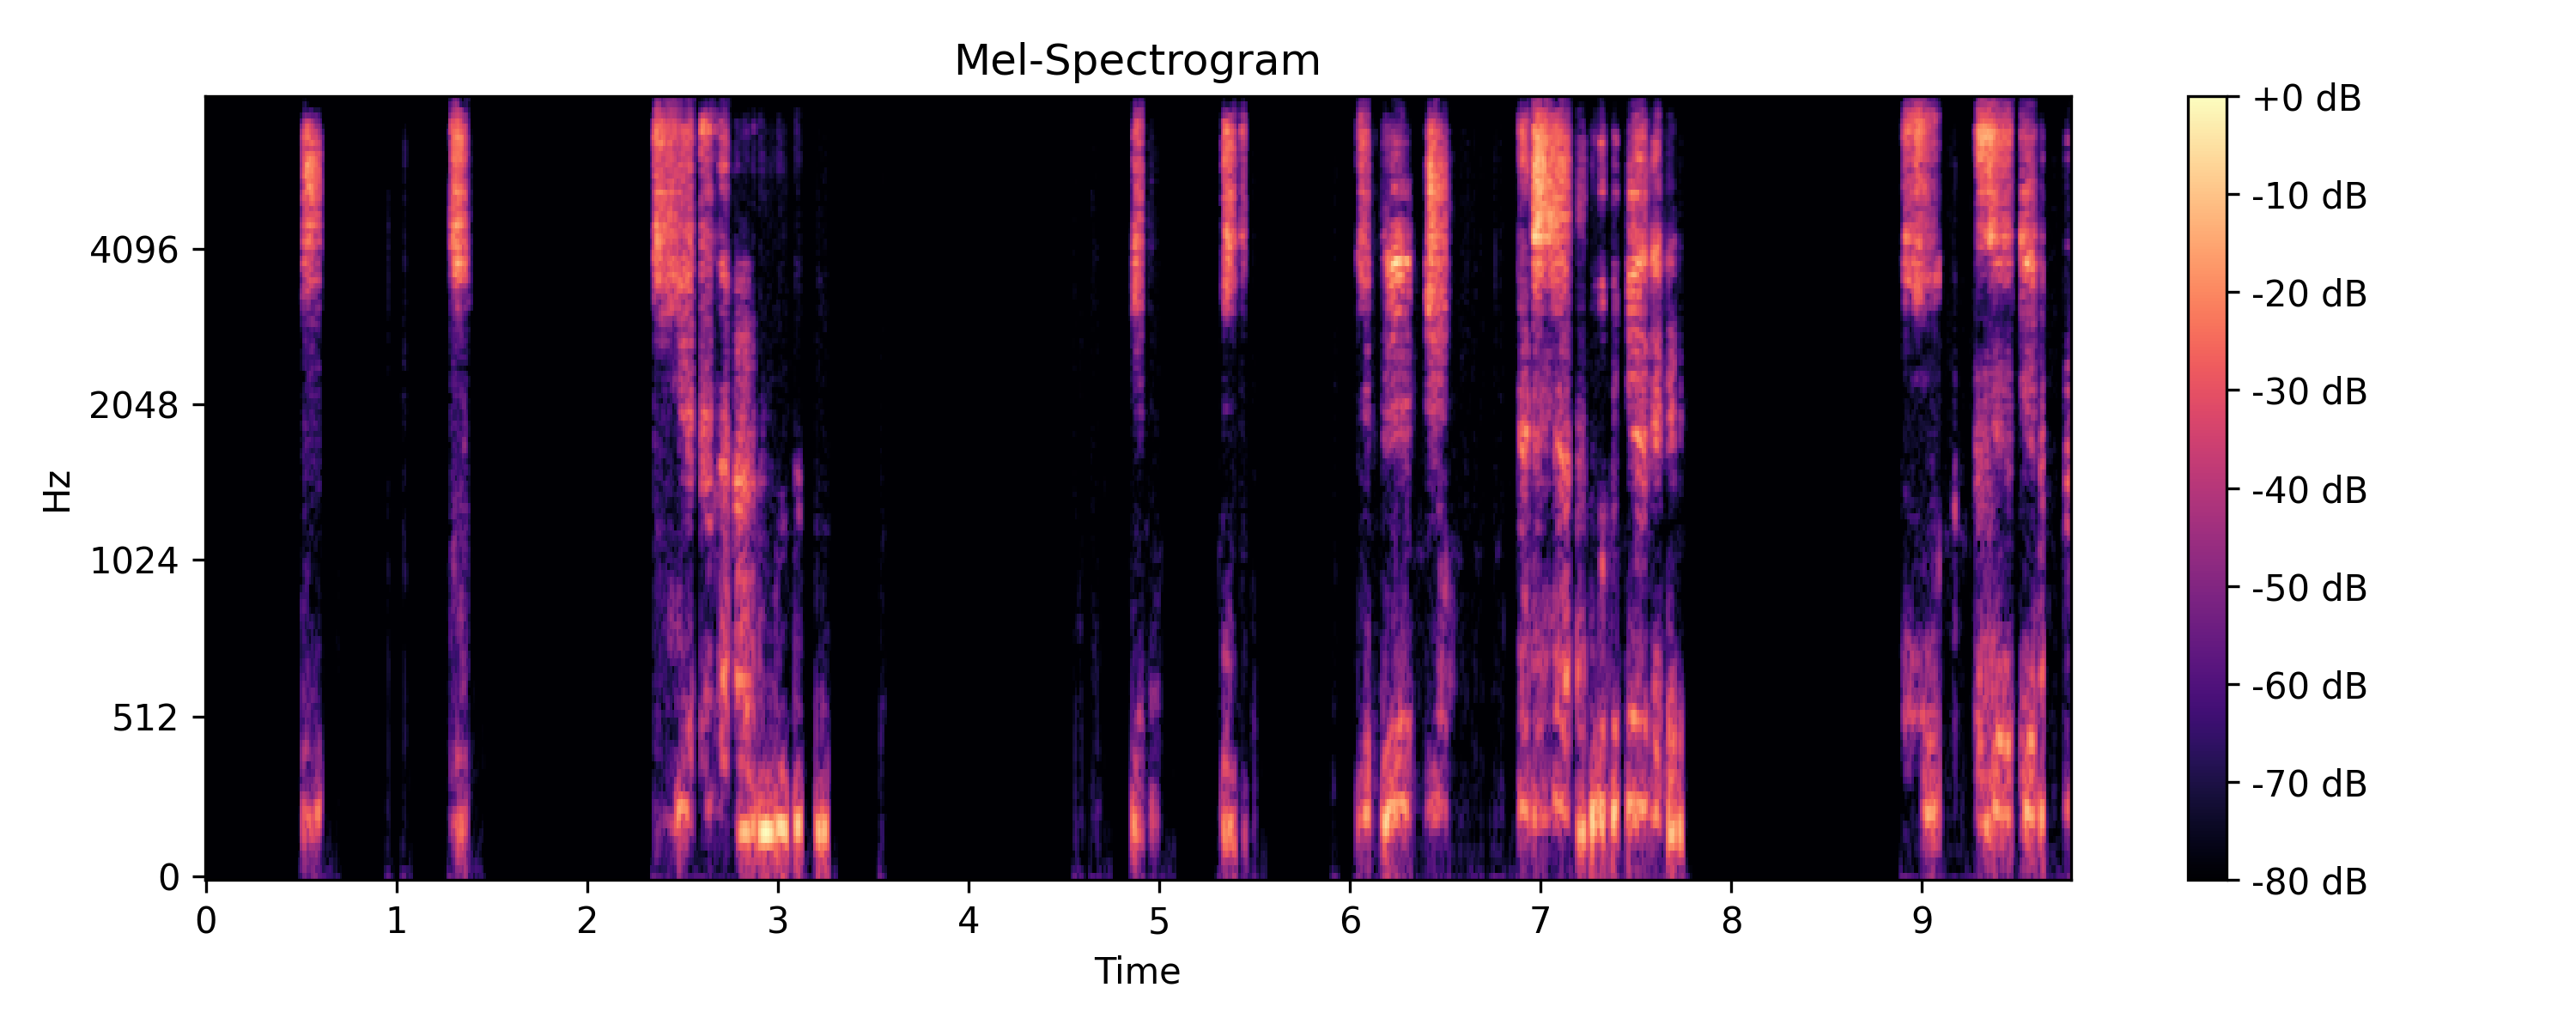 Mel-Spectrogram
+0 dB
-10 dB
4096
-20 dB
-30 dB
2048
Hz
-40 dB
1024
-50 dB
512
-60 dB
-70 dB
0
-80 dB
0 1 2 3 4 5 6 7 8 9
Time